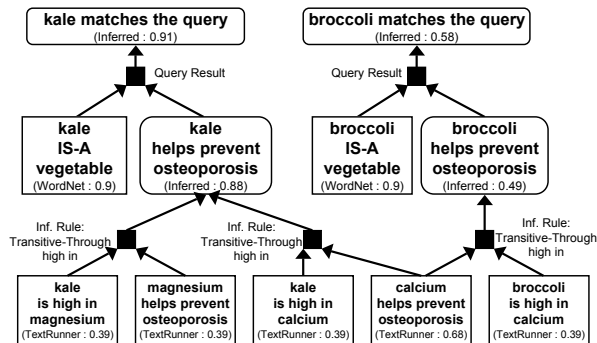 kale matches the query
(Inferred : 0.91)
broccoli matches the query
(Inferred : 0.58)
Query Result
Query Result
kale
IS-A
vegetable
(WordNet : 0.9)
kale
helps prevent
osteoporosis
(Inferred : 0.88)
broccoli
IS-A
vegetable
(WordNet : 0.9)
broccoli
helps prevent
osteoporosis
(Inferred : 0.49)
Inf. Rule:
Transitive-Through
high in
Inf. Rule:
Transitive-Through
high in
Inf. Rule:
Transitive-Through
high in
kale
is high in
magnesium
(TextRunner : 0.39)
magnesium
helps prevent
osteoporosis
(TextRunner : 0.39)
kale
is high in
calcium
(TextRunner : 0.39)
calcium
helps prevent
osteoporosis
(TextRunner : 0.68)
broccoli
is high in
calcium
(TextRunner : 0.39)